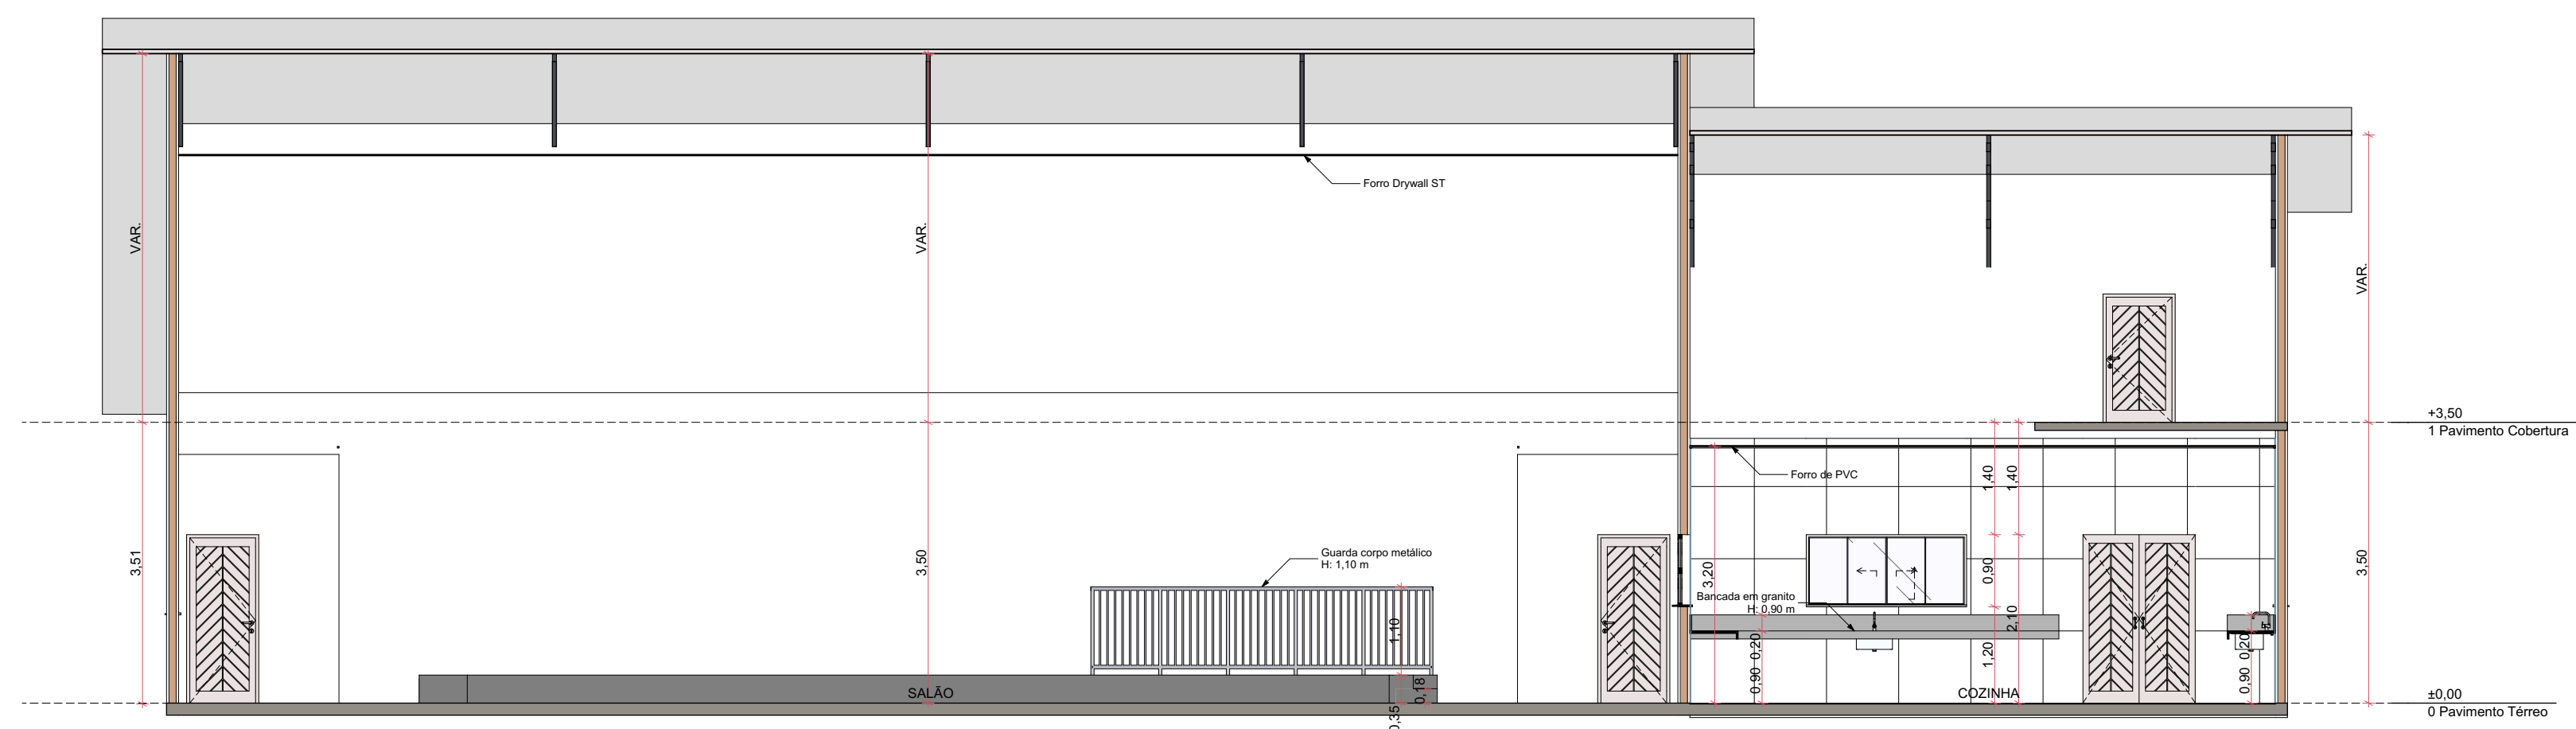 VAR.
VAR.
VAR.
Forro Drywall ST
+3,50
1 Pavimento Cobertura
Forro de PVC
1,40
1,40
3,51
3,50
Guarda corpo metálico
H: 1,10 m
3,20
Bancada em granito
H: 0,90 m
0,90
2,10
3,50
1,10
0,20
0,90
1,20
0,20
0,90
SALÃO
0,18
0,35
COZINHA
±0,00
0 Pavimento Térreo